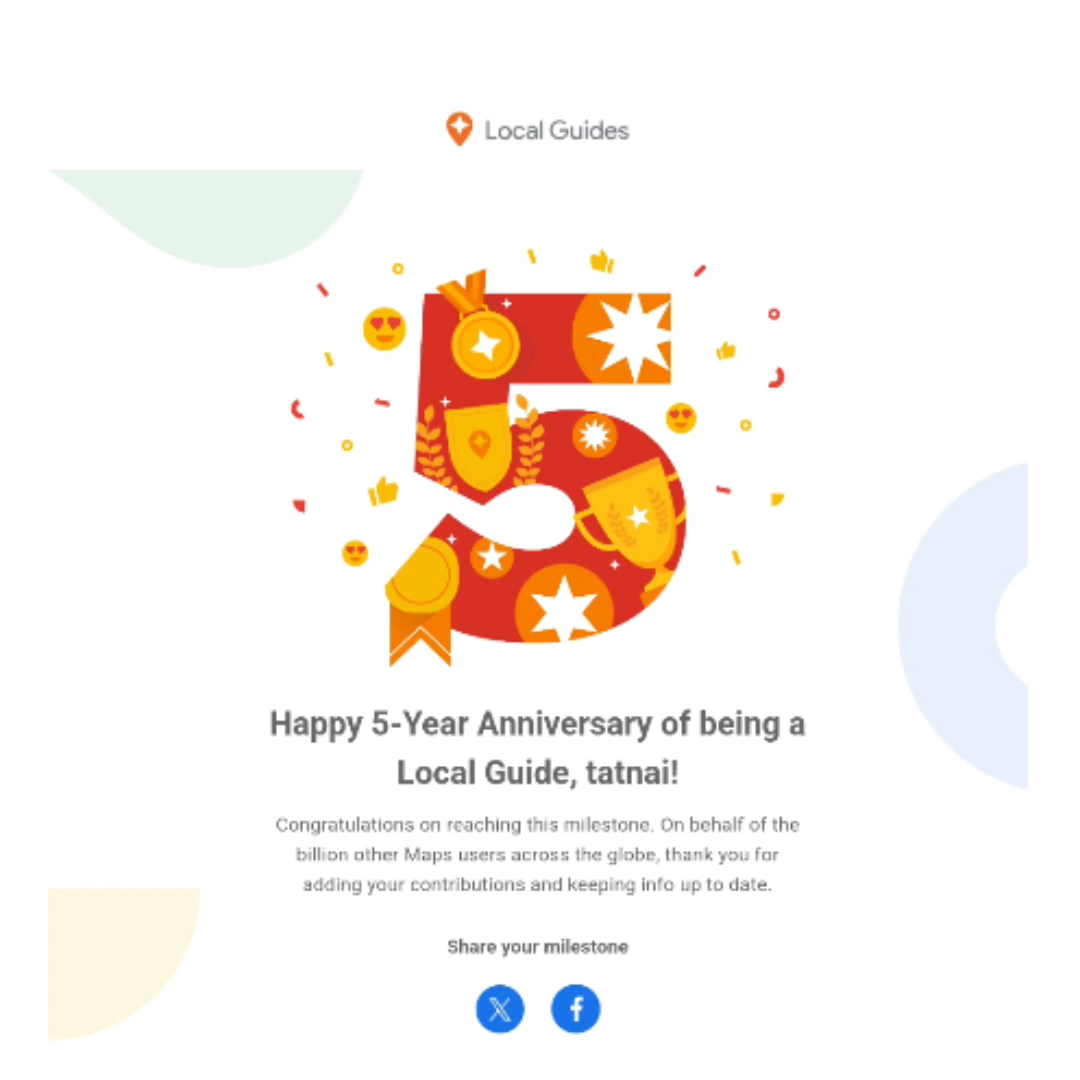 Local Guides
5
Happy 5-Year Anniversary of being a
Local Guide, tatnai!
Congratulations on reaching this milestone. On behalf of the
billion other Maps users across the globe, thank you for
adding your contributions and keeping info up to date.
Share your milestone